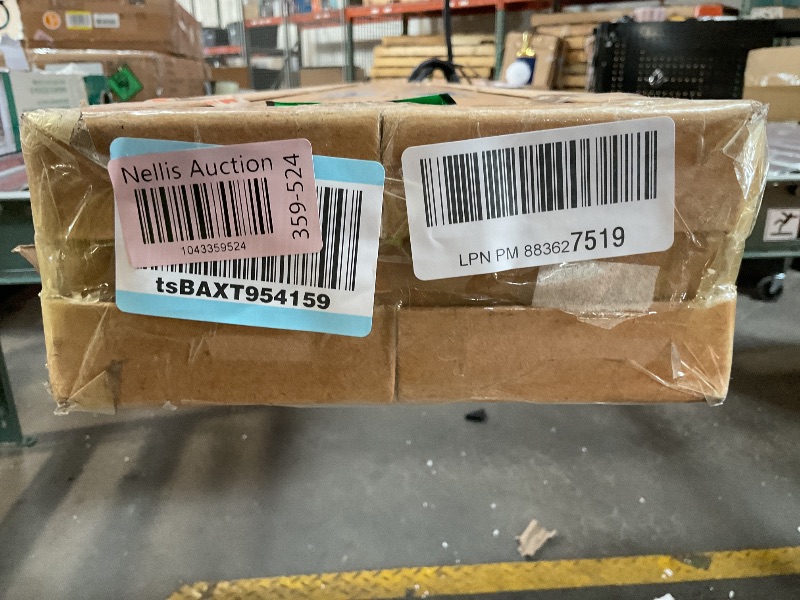 Nellis Auction
359-524
1043359524
tsBAXT954159
LPN PM 883627519